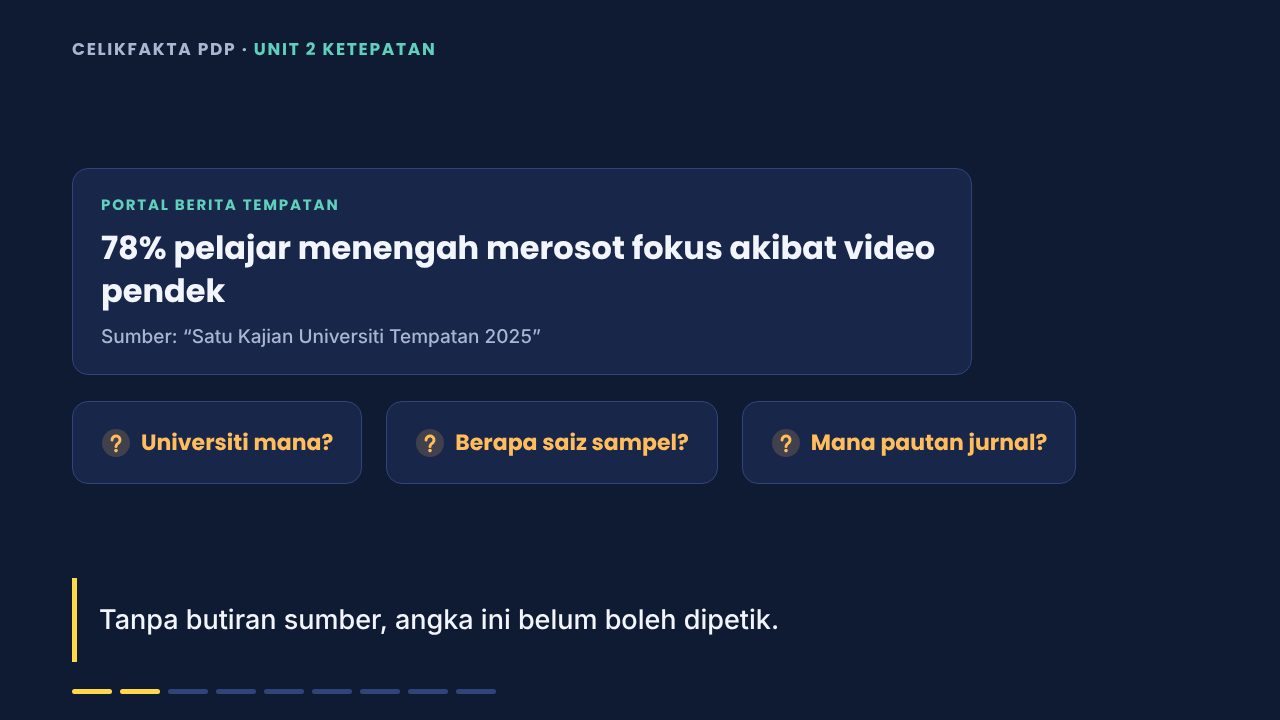 CELIKFAKTA PDP · UNIT 2 KETEPATAN
PORTAL BERITA TEMPATAN
78% pelajar menengah merosot fokus akibat video
pendek
Sumber: “Satu Kajian Universiti Tempatan 2025”
? Universiti mana?
? Berapa saiz sampel?
? Mana pautan jurnal?
Tanpa butiran sumber, angka ini belum boleh dipetik.